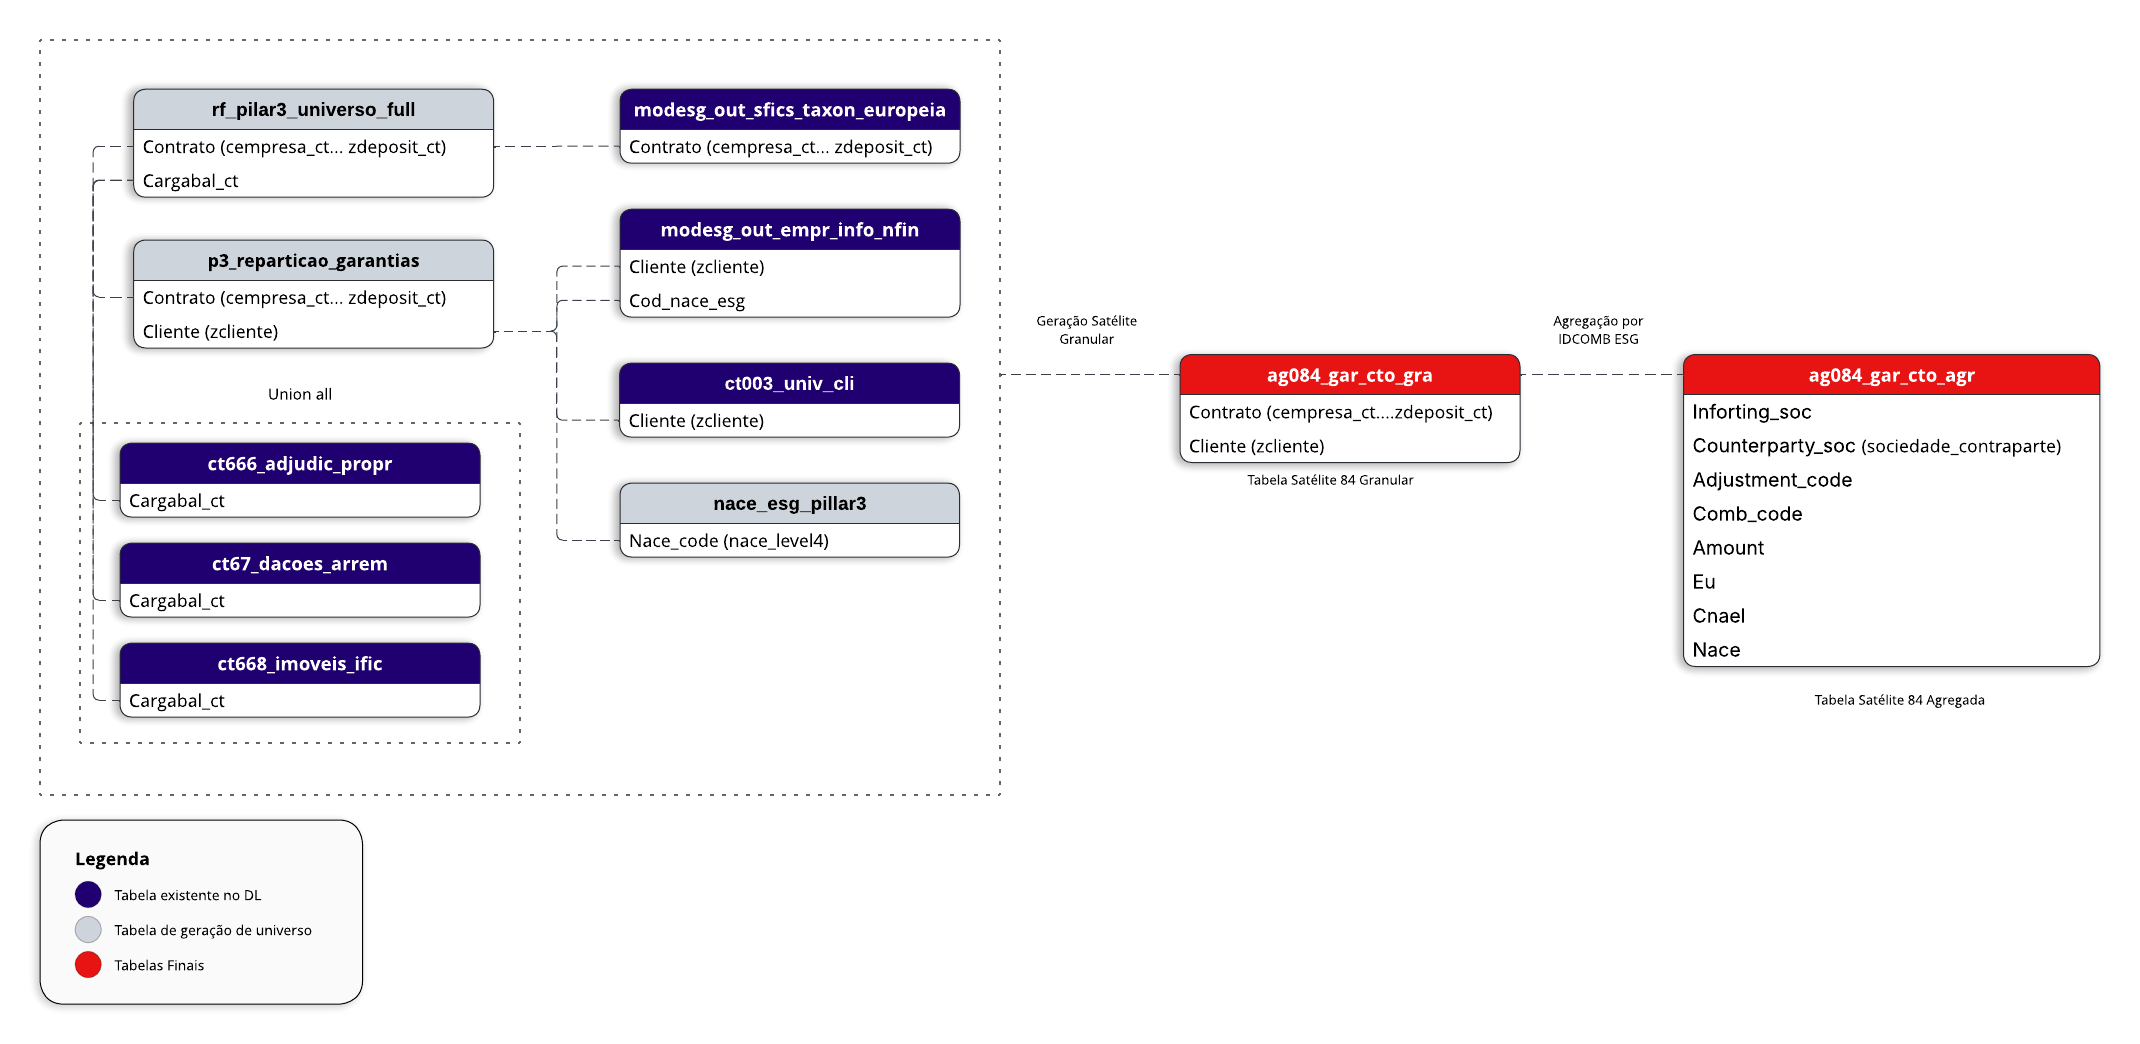 rf_pilar3_universo_full
Contrato (cempresa_ct... zdeposit_ct)
Cargabal_ct
p3_reparticao_garantias
Contrato (cempresa_ct... zdeposit_ct)
Cliente (zcliente)
Union all
ct666_adjudic_propr
Cargabal_ct
ct67_dacoes_arrem
Cargabal_ct
ct668_imoveis_ific
Cargabal_ct
modesg_out_sfics_taxon_europeia
Contrato (cempresa_ct... zdeposit_ct)
modesg_out_empr_info_nfin
Cliente (zcliente)
Cod_nace_esg
ct003_univ_cli
Cliente (zcliente)
nace_esg_pillar3
Nace_code (nace_level4)
Geração Satélite
Granular
ag084_gar_cto_gra
Contrato (cempresa_ct....zdeposit_ct)
Cliente (zcliente)
Tabela Satélite 84 Granular
Agregação por
IDCOMB ESG
ag084_gar_cto_agr
Inforting_soc
Counterparty_soc (sociedade_contraparte)
Adjustment_code
Comb_code
Amount
Eu
Cnael
Nace
Tabela Satélite 84 Agregada
Legenda
Tabela existente no DL
Tabela de geração de universo
Tabelas Finais